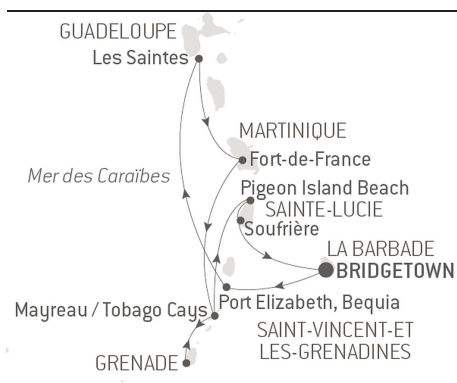 GUADELOUPE
Les Saintes
MARTINIQUE
Fort-de-France
Mer des Caraïbes
Pigeon Island Beach
SAINTE-LUCIE
Soufrière
LA BARBADE
BRIDGETOWN
Port Elizabeth, Bequia
Mayreau / Tobago Cays
SAINT-VINCENT-ET
LES-GRENADINES
GRENADE